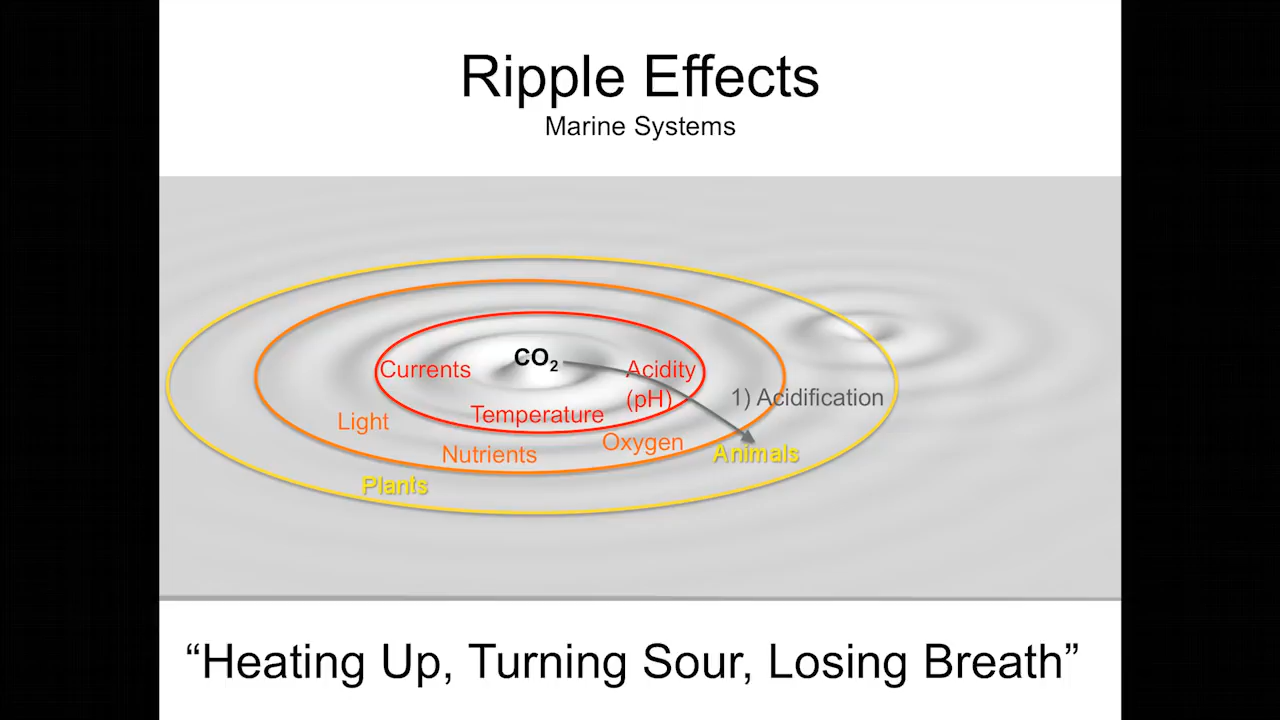 Ripple Effects
Marine Systems
CO₂
Currents
Acidity
(pH)
Temperature
1) Acidification
Light
Oxygen
Nutrients
Animals
Plants
“Heating Up, Turning Sour, Losing Breath”